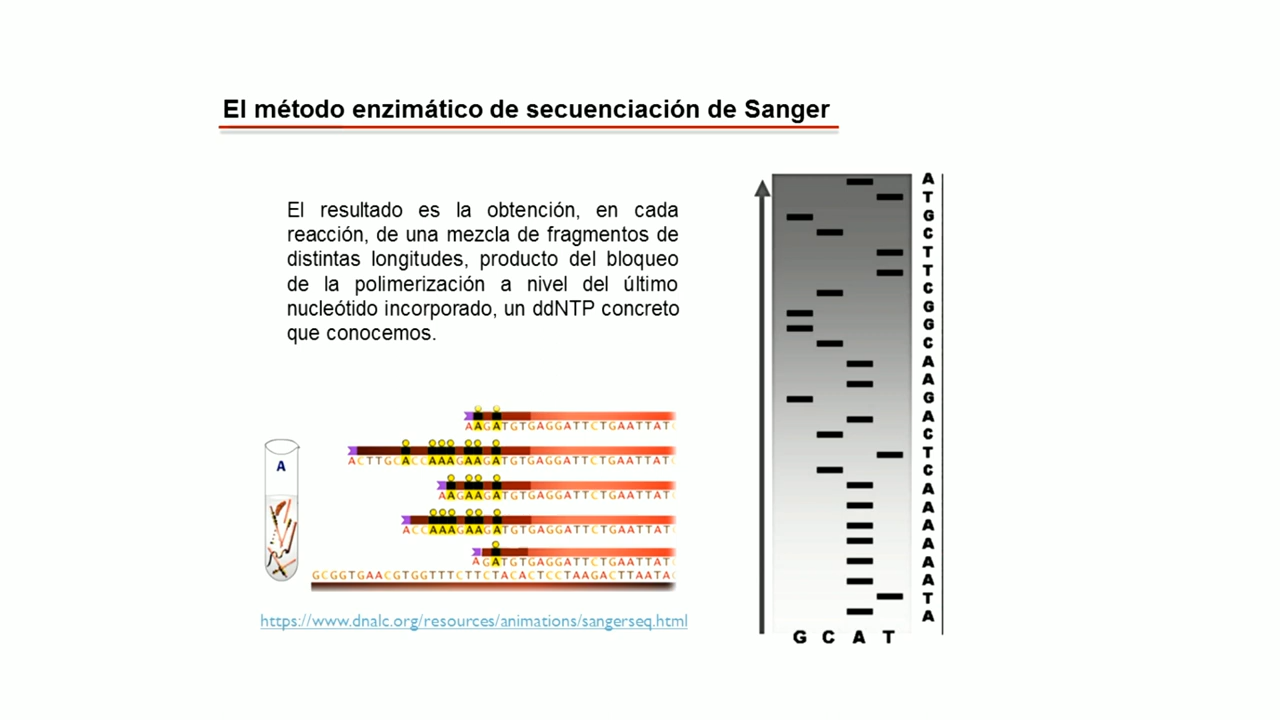 El método enzimático de secuenciación de Sanger
El resultado es la obtención, en cada
reacción, de una mezcla de fragmentos de
distintas longitudes, producto del bloqueo
de la polimerización a nivel del último
nucleótido incorporado, un ddNTP concreto
que conocemos.
A
AAGATGTGAGGATTCTGAATTAT
ACTTGCACCAAAGAAGATGTGAGGATTCTGAATTAT
AAGAAGATGTGAGGATTCTGAATTAT
ACCAAAGAAGATGTGAGGATTCTGAATTAT
AGATGTGAGGATTCTGAATTAT
GCGGTGAACGTGGTTTCTTCTACACTCCTAAGACTTAATA
https://www.dnalc.org/resources/animations/sangerseq.html
A
T
G
C
T
T
C
G
G
C
A
A
G
A
C
T
C
A
A
A
A
A
A
T
A
G C A T